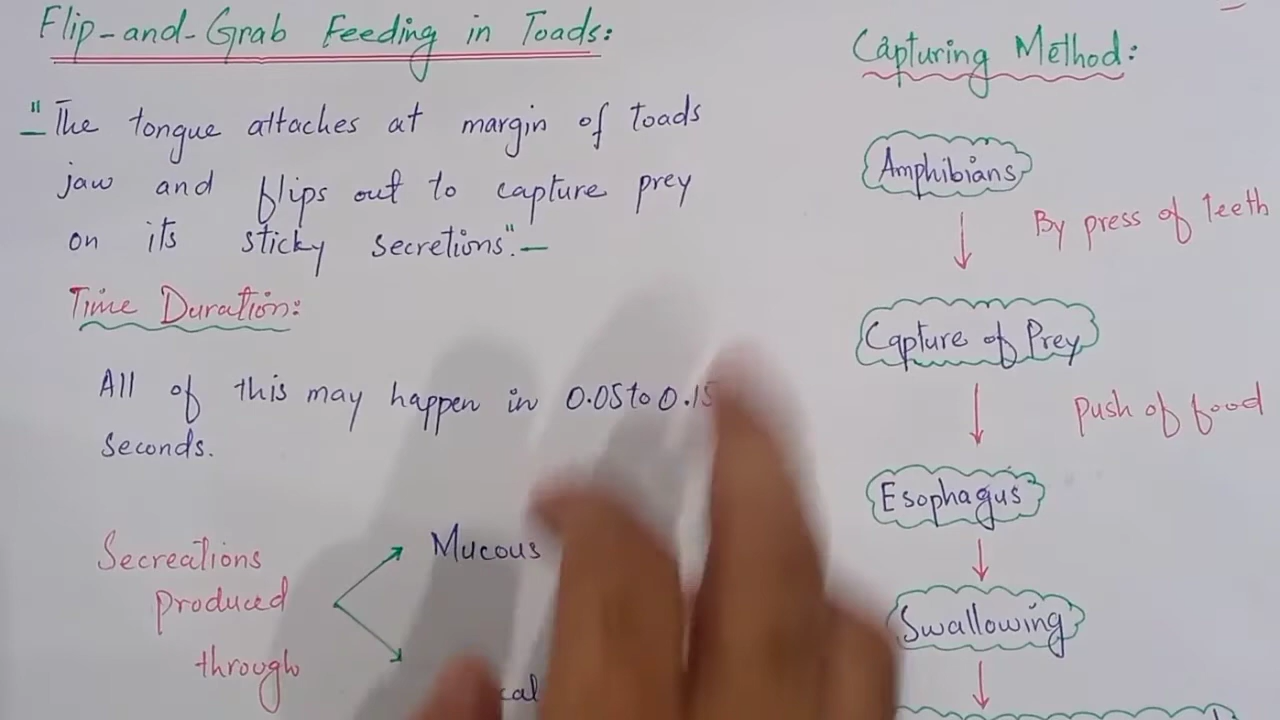 Flip-and-Grab Feeding in Toads:
"The tongue attaches at margin of toads
jaw and flips out to capture prey
on its sticky secretions".
Time Duration:
All of this may happen in 0.05 to 0.15
seconds.
Secreations
produced
through
Mucous
Capturing Method:
Amphibians
By press of Teeth
Capture of Prey
Push of food
Esophagus
Swallowing